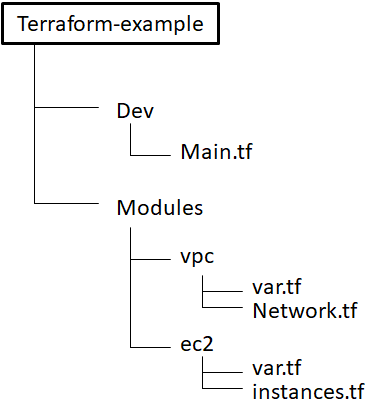 Terraform-example
Dev
Main.tf
Modules
vpc
var.tf
Network.tf
ec2
var.tf
instances.tf